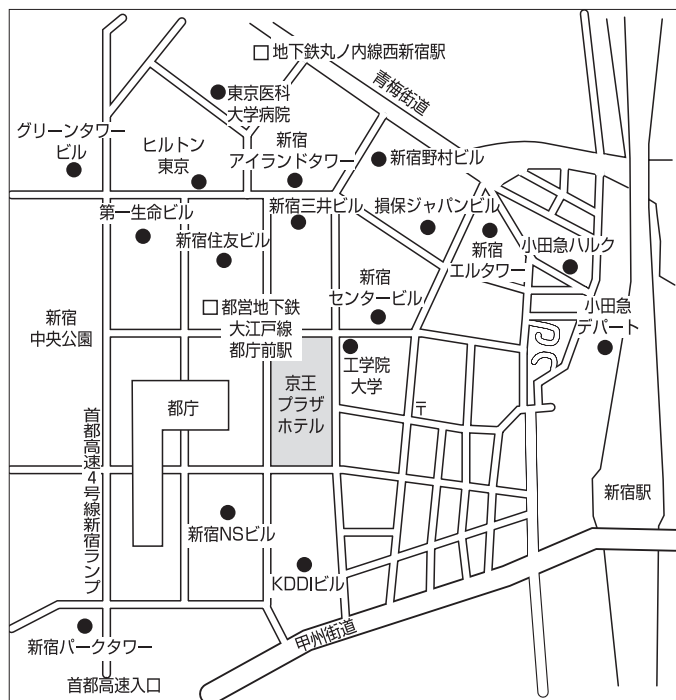 地下鉄丸ノ内線西新宿駅
青梅街道
東京医科
大学病院
グリーンタワー
ビル
ヒルトン
東京
新宿
アイランドタワー
新宿野村ビル
第一生命ビル
新宿住友ビル
新宿三井ビル
損保ジャパンビル
新宿
エルタワー
小田急ハルク
新宿
センタービル
小田急
デパート
新宿
中央公園
都営地下鉄
大江戸線
都庁前駅
工学院
大学
京王
プラザ
ホテル
〒
都庁
首都高速4号線新宿ランプ
新宿駅
新宿NSビル
KDDIビル
甲州街道
新宿パークタワー
首都高速入口